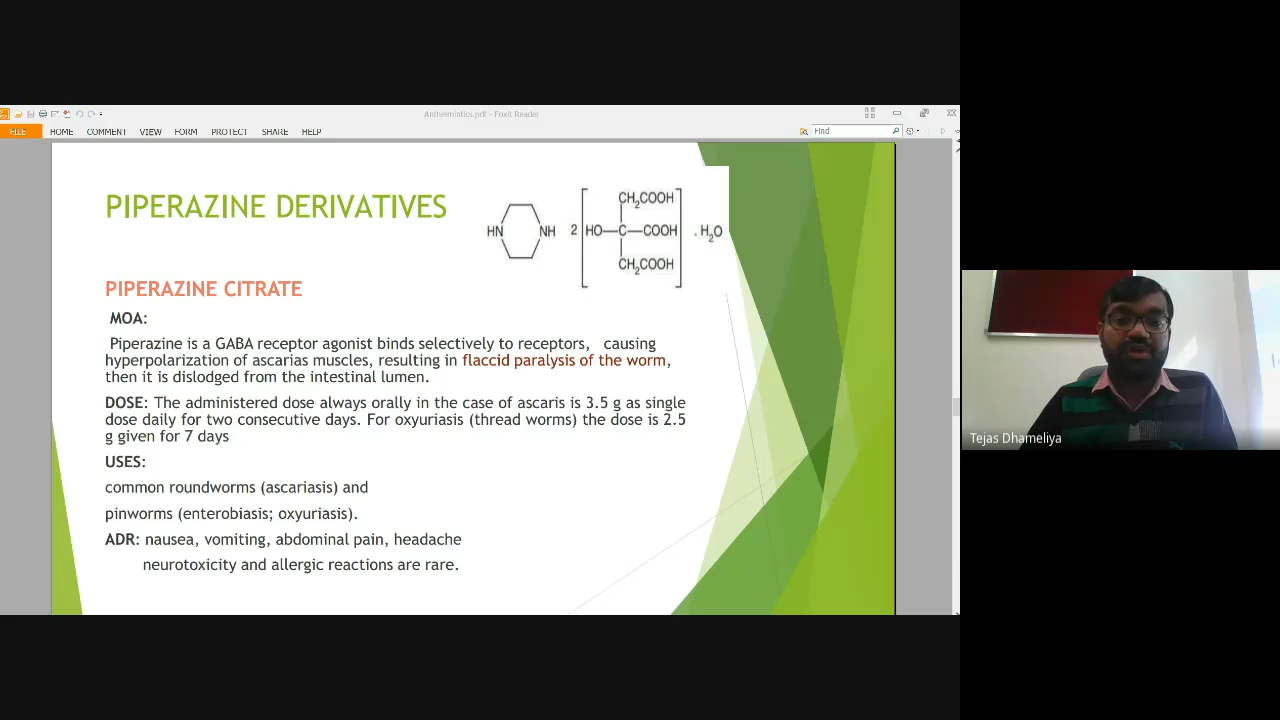 Anthermintics.pdf - Foxit Reader
FILE HOME COMMENT VIEW FORM PROTECT SHARE HELP Find
PIPERAZINE DERIVATIVES
CH2COOH
HN NH 2 HO—C—COOH . H2O
CH2COOH
PIPERAZINE CITRATE
MOA:
Piperazine is a GABA receptor agonist binds selectively to receptors, causing
hyperpolarization of ascarias muscles, resulting in flaccid paralysis of the worm,
then it is dislodged from the intestinal lumen.
DOSE: The administered dose always orally in the case of ascaris is 3.5 g as single
dose daily for two consecutive days. For oxyuriasis (thread worms) the dose is 2.5
g given for 7 days
USES:
common roundworms (ascariasis) and
pinworms (enterobiasis; oxyuriasis).
ADR: nausea, vomiting, abdominal pain, headache
neurotoxicity and allergic reactions are rare.
Tejas Dhameliya